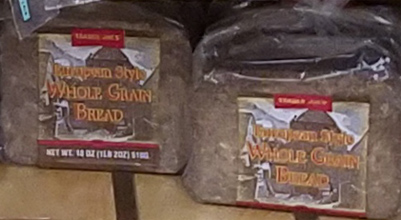 TRADER JOE'S
European Style
WHOLE GRAIN
BREAD
NET WT. 18 OZ (1LB 2OZ) 510G
TRADER JOE'S
European Style
WHOLE GRAIN
BREAD